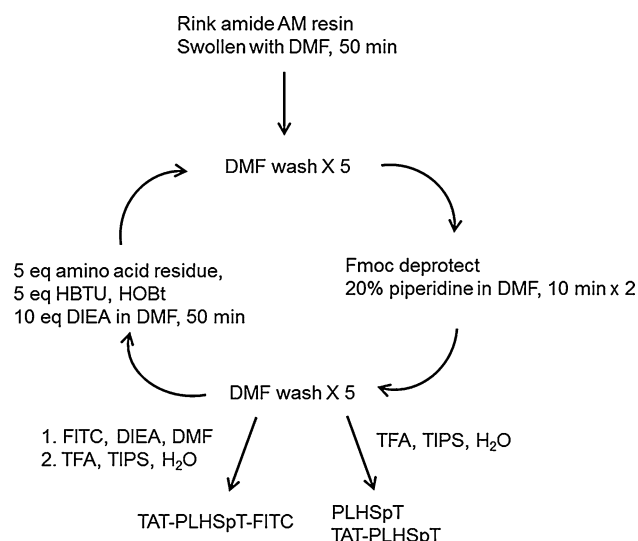 Rink amide AM resin
Swollen with DMF, 50 min
DMF wash X 5
Fmoc deprotect
20% piperidine in DMF, 10 min x 2
5 eq amino acid residue,
5 eq HBTU, HOBt
10 eq DIEA in DMF, 50 min
DMF wash X 5
1. FITC, DIEA, DMF
2. TFA, TIPS, H₂O
TFA, TIPS, H₂O
TAT-PLHSpT-FITC
PLHSpT
TAT-PLHSpT